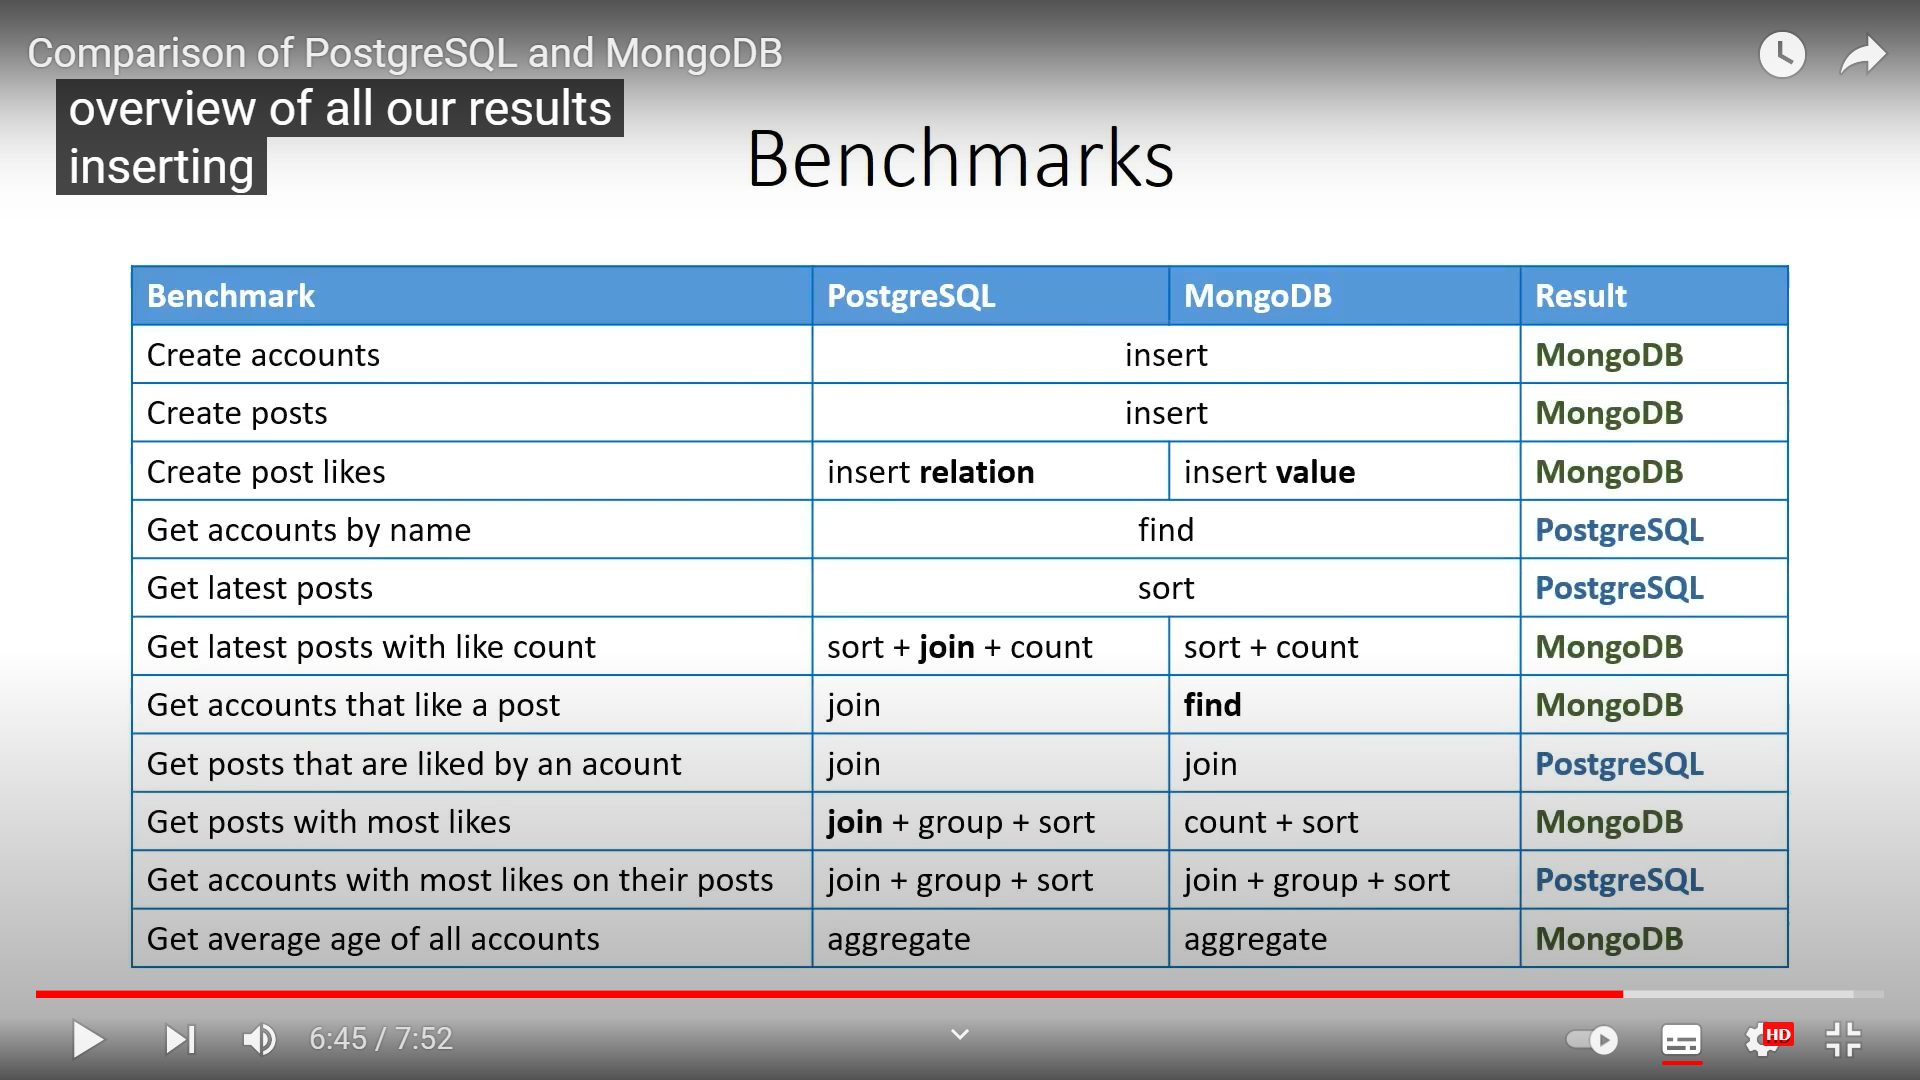 Comparison of PostgreSQL and MongoDB
overview of all our results
inserting
Benchmarks
Benchmark PostgreSQL MongoDB Result
Create accounts insert MongoDB
Create posts insert MongoDB
Create post likes insert relation insert value MongoDB
Get accounts by name find PostgreSQL
Get latest posts sort PostgreSQL
Get latest posts with like count sort + join + count sort + count MongoDB
Get accounts that like a post join find MongoDB
Get posts that are liked by an acount join join PostgreSQL
Get posts with most likes join + group + sort count + sort MongoDB
Get accounts with most likes on their posts join + group + sort join + group + sort PostgreSQL
Get average age of all accounts aggregate aggregate MongoDB
6:45 / 7:52 HD